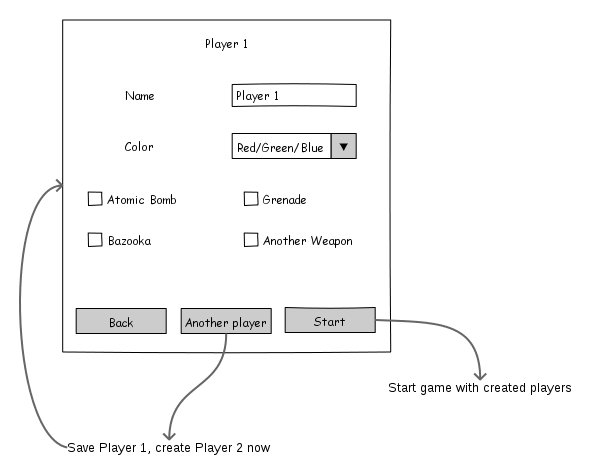 Player 1
Name
Player 1
Color
Red/Green/Blue
Atomic Bomb
Grenade
Bazooka
Another Weapon
Back
Another player
Start
Start game with created players
Save Player 1, create Player 2 now